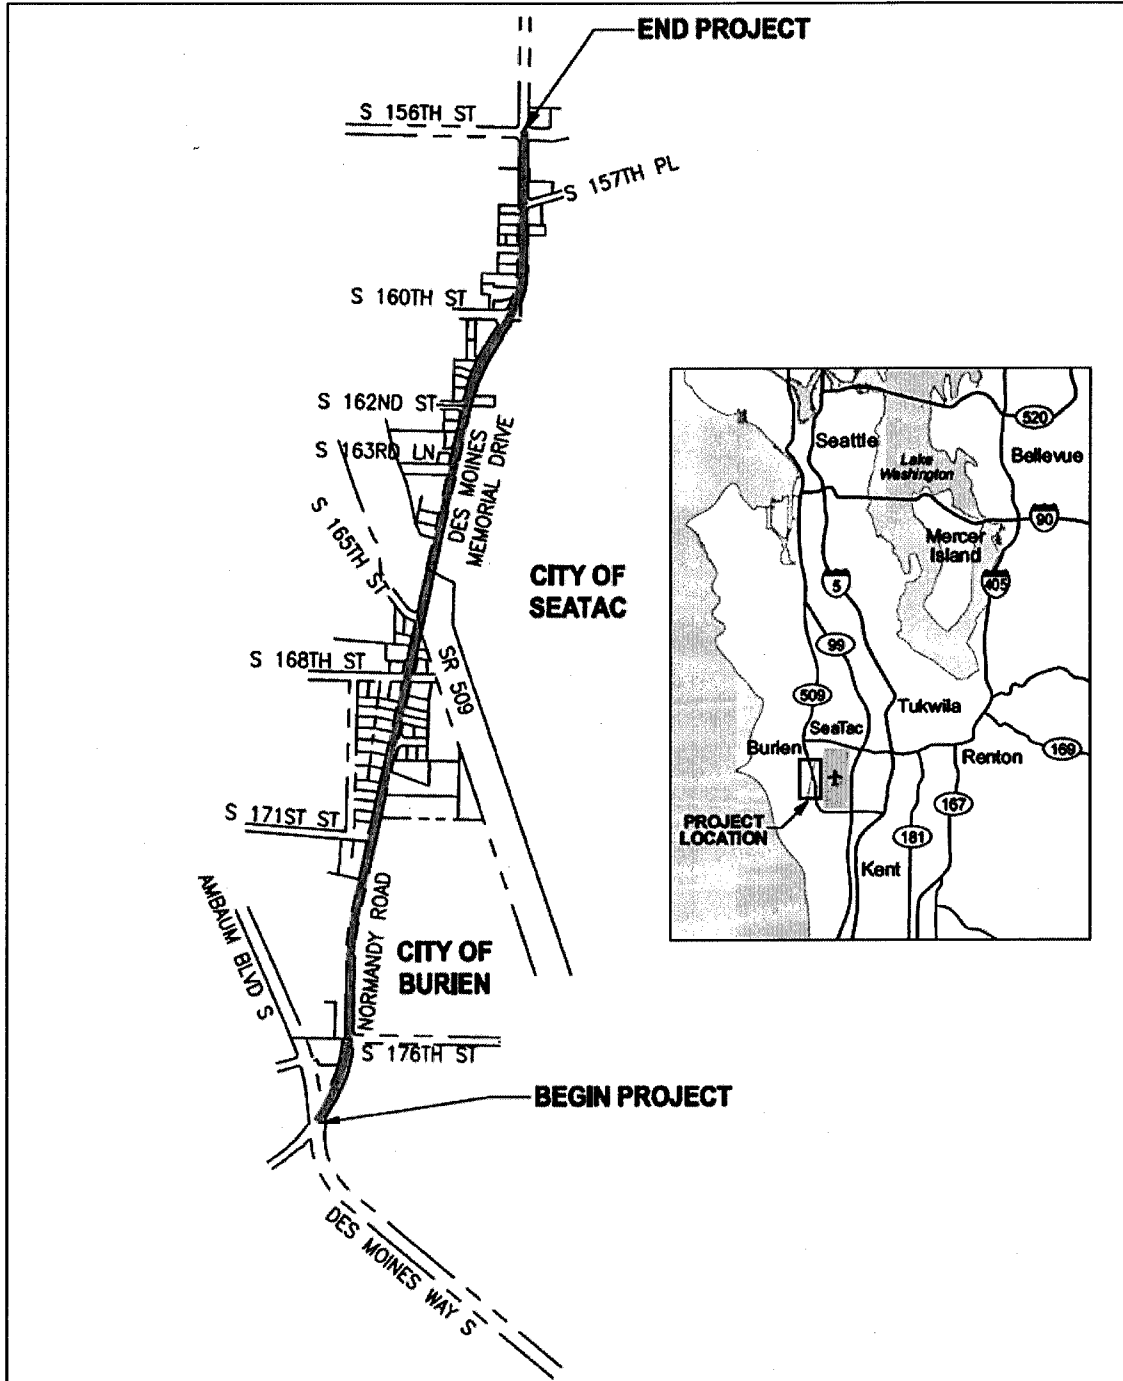 END PROJECT
S 156TH ST
S 157TH PL
S 160TH ST
S 162ND ST
S 163RD LN
DES MOINES
MEMORIAL DRIVE
S 165TH ST
CITY OF
SEATAC
S 168TH ST
SR 509
S 171ST ST
AMBAUM BLVD S
NORMANDY ROAD
CITY OF
BURIEN
S 176TH ST
BEGIN PROJECT
DES MOINES WAY S
520
Seattle
Bellevue
Lake
Washington
90
Mercer
Island
5
405
99
509
Tukwila
SeaTac
Burien
Renton
169
167
PROJECT
LOCATION
181
Kent